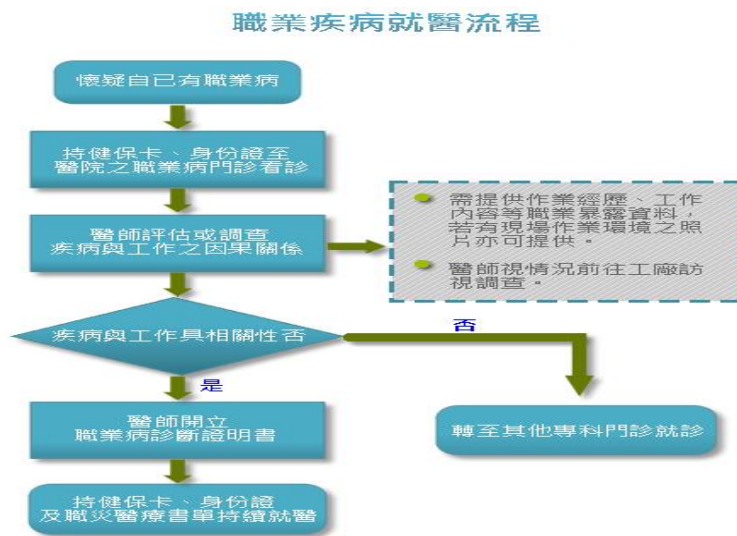 職業疾病就醫流程
懷疑自已有職業病
持健保卡、身份證至
醫院之職業病門診看診
醫師評估或調查
疾病與工作之因果關係
需提供作業經歷、工作
內容等職業暴露資料，
若有現場作業環境之照
片亦可提供。
醫師視情況前往工廠訪
視調查。
疾病與工作具相關性否
否
是
醫師開立
職業病診斷證明書
轉至其他專科門診就診
持健保卡、身份證
及職災醫療書單持續就醫